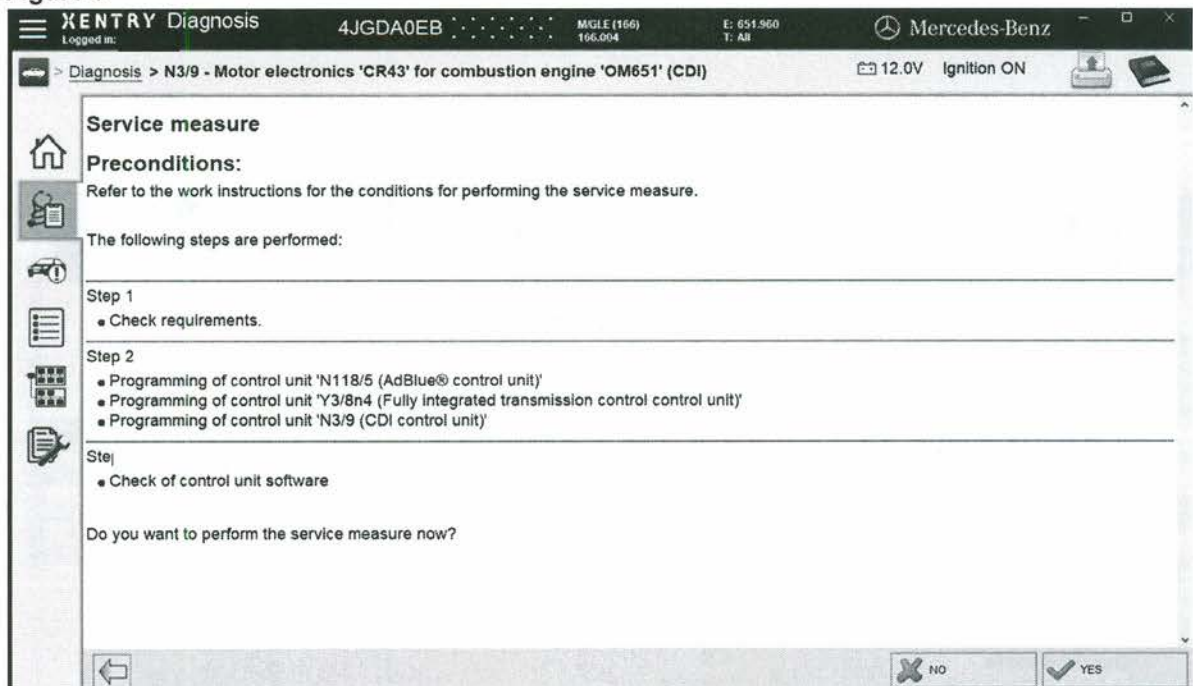 XENTRY Diagnosis
Logged in:
4JGDA0EB
M/GLE (166)
166.004
E: 651.960
T: All
Mercedes-Benz
> Diagnosis > N3/9 - Motor electronics 'CR43' for combustion engine 'OM651' (CDI)
12.0V Ignition ON
Service measure
Preconditions:
Refer to the work instructions for the conditions for performing the service measure.
The following steps are performed:
Step 1
• Check requirements.
Step 2
• Programming of control unit 'N118/5 (AdBlue® control unit)'
• Programming of control unit 'Y3/8n4 (Fully integrated transmission control control unit)'
• Programming of control unit 'N3/9 (CDI control unit)'
Ste
• Check of control unit software
Do you want to perform the service measure now?
NO
YES